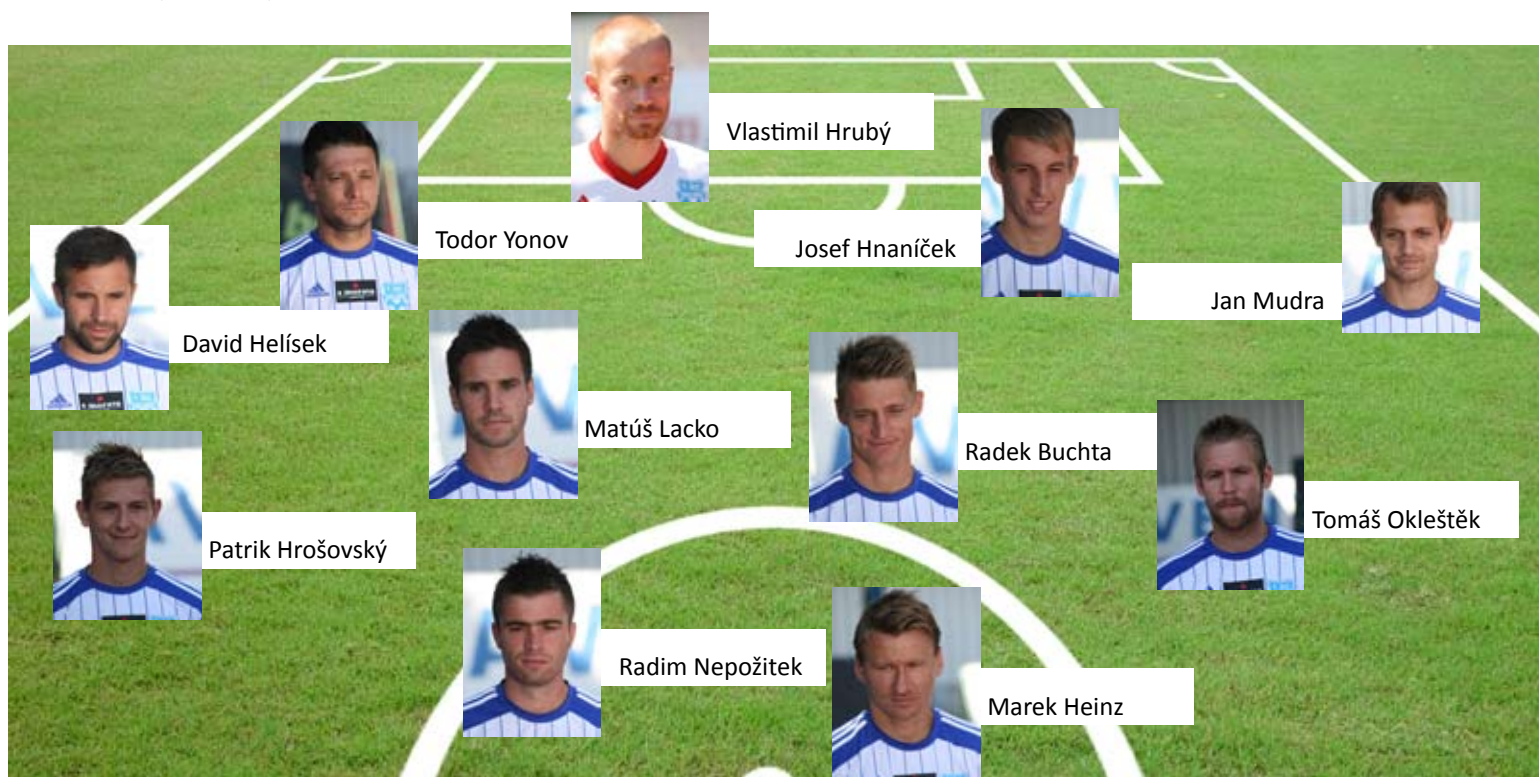 Vlastimil Hrubý
Todor Yonov
Josef Hnaníček
Jan Mudra
David Helísek
Matúš Lacko
Radek Buchta
Tomáš Okleštěk
Patrik Hrošovský
Radim Nepožitek
Marek Heinz